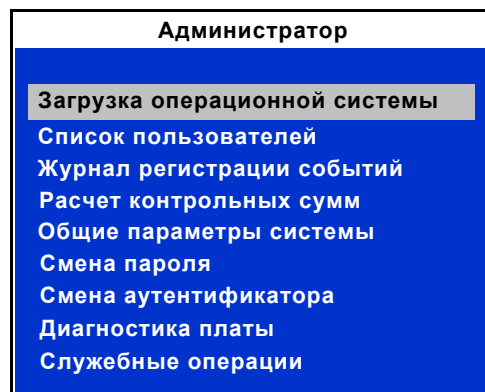 Администратор
Загрузка операционной системы
Список пользователей
Журнал регистрации событий
Расчет контрольных сумм
Общие параметры системы
Смена пароля
Смена аутентификатора
Диагностика платы
Служебные операции